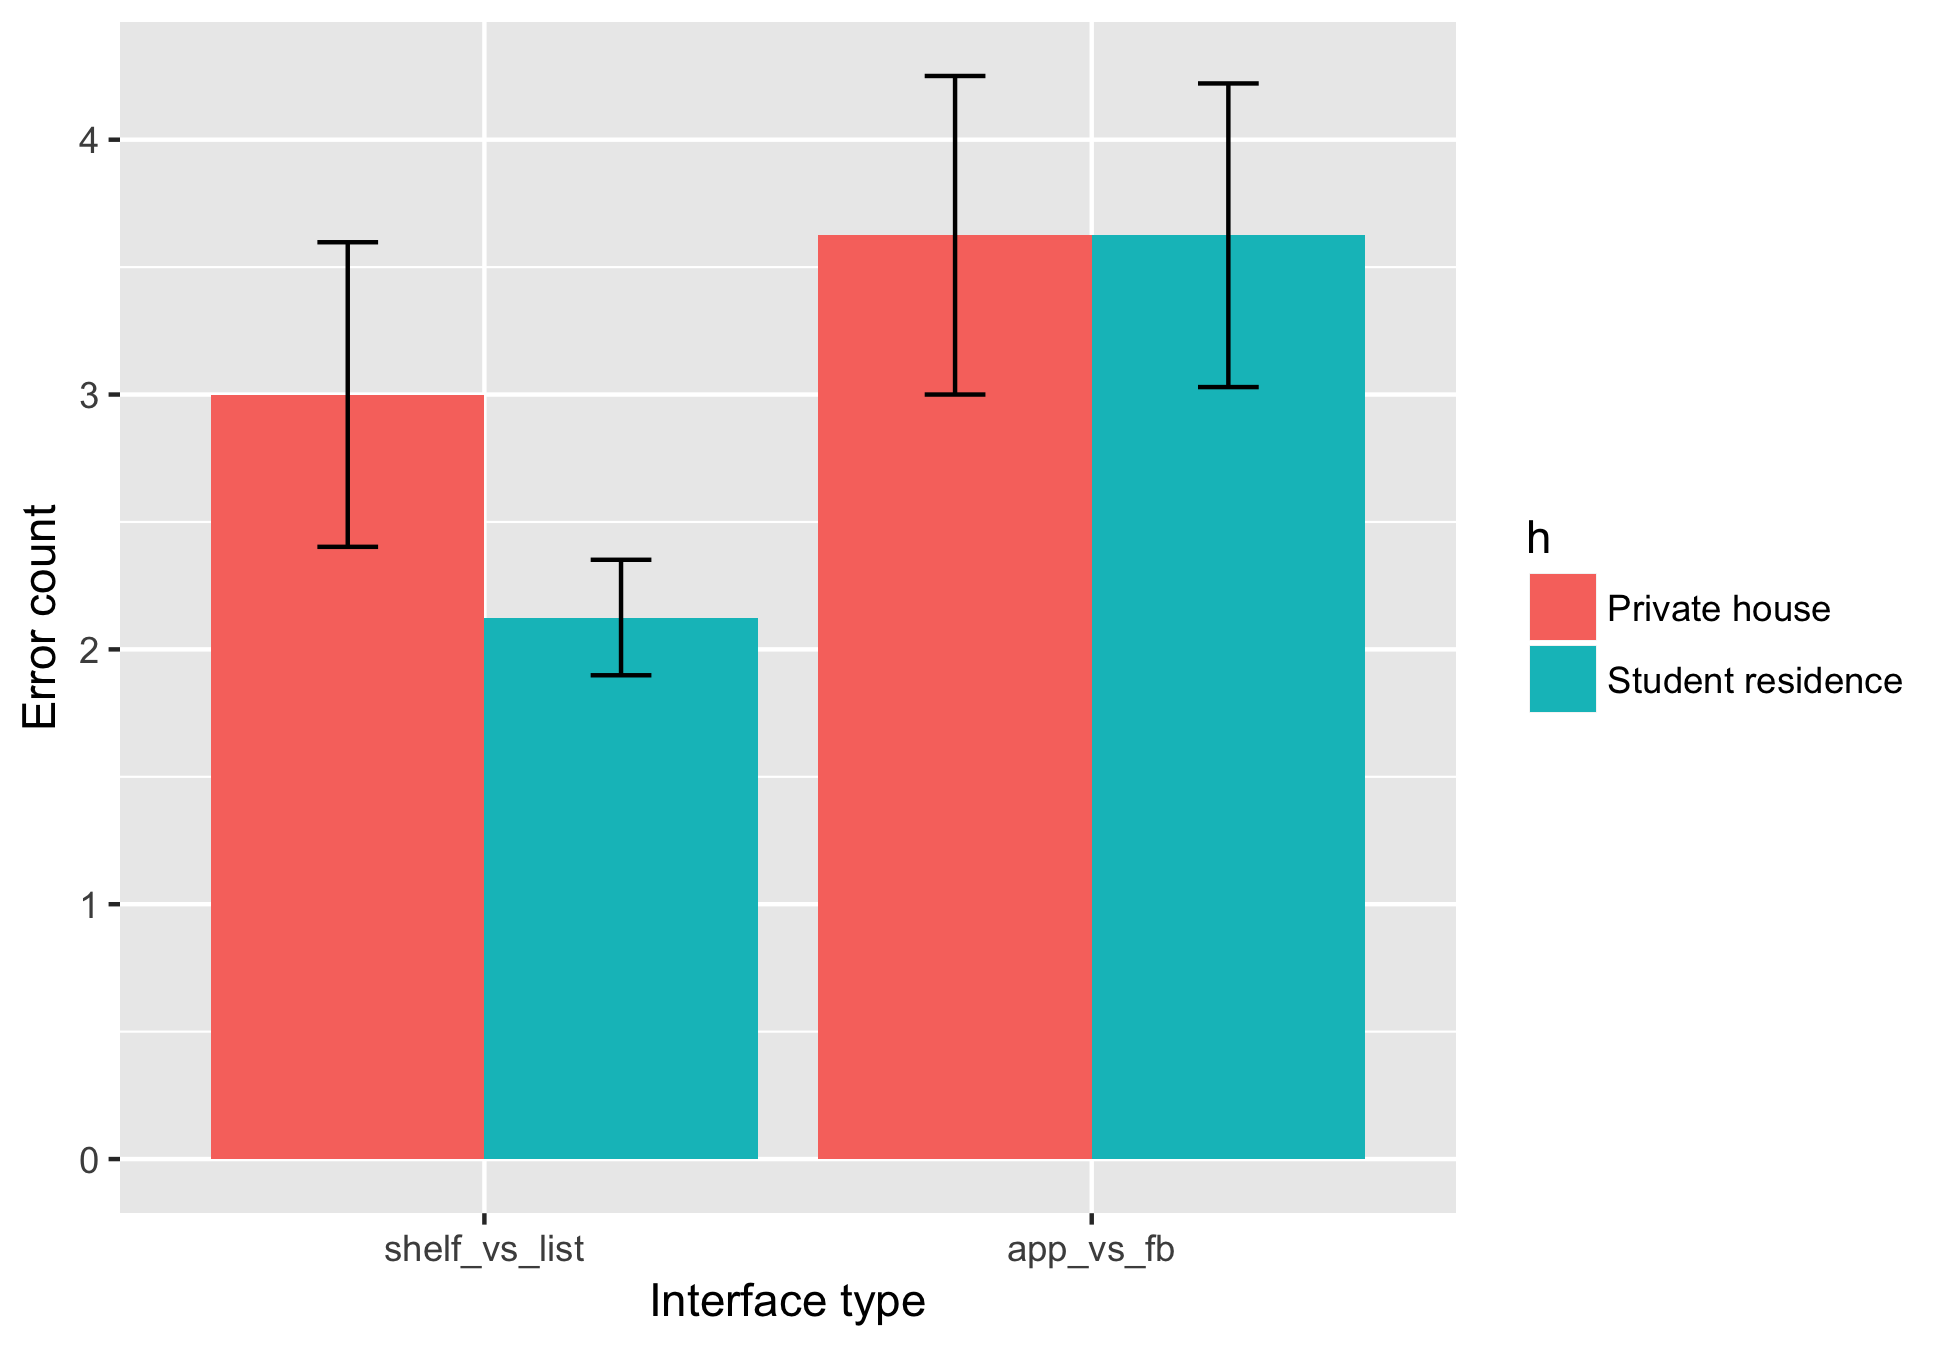 Error count
4
3
2
1
0
shelf_vs_list
app_vs_fb
Interface type
h
Private house
Student residence